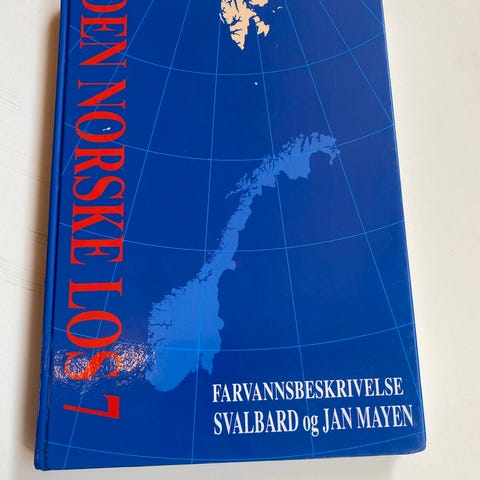 DEN NORSKE LOS 7
FARVANNSBESKRIVELSE
SVALBARD og JAN MAYEN